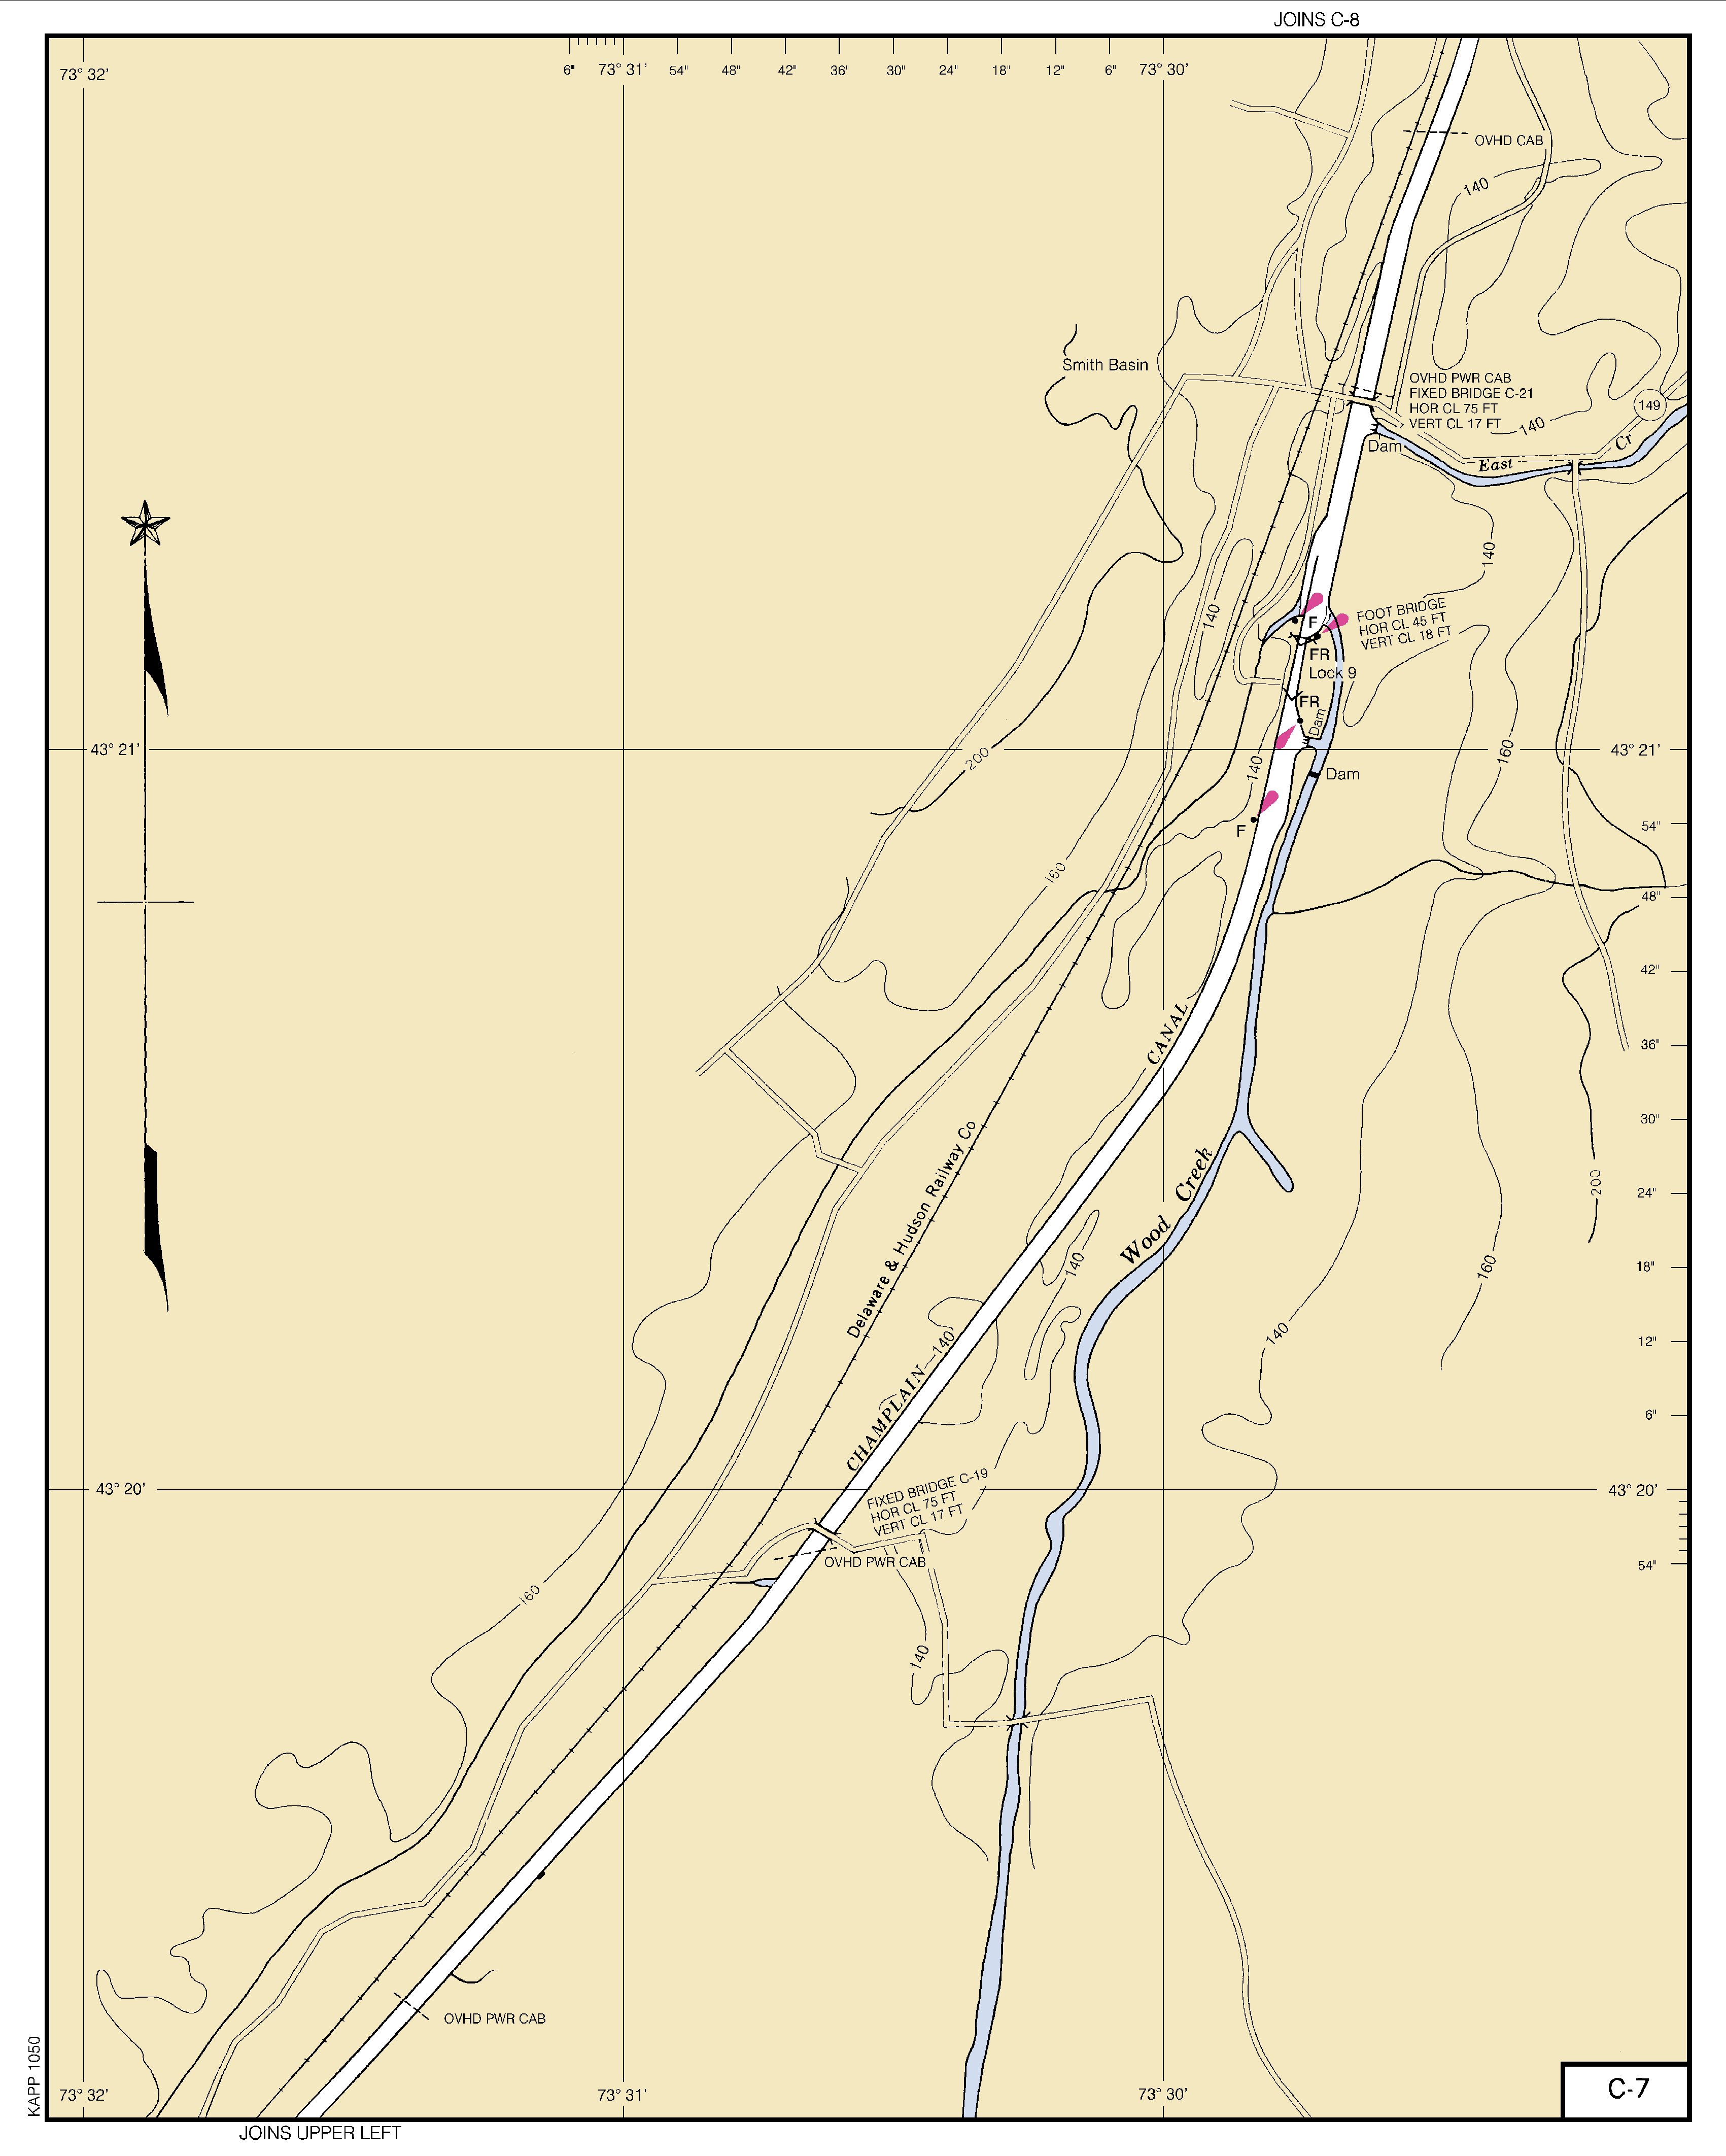 JOINS C-8
73° 32'
6"
73° 31'
54"
48"
42"
36"
30"
24"
18"
12"
6"
73° 30'
OVHD CAB
140
Smith Basin
OVHD PWR CAB
FIXED BRIDGE C-21
HOR CL 75 FT
VERT CL 17 FT
149
140
Dam
East
Cr
140
140
FOOT BRIDGE
HOR CL 45 FT
VERT CL 18 FT
F
FR
Lock 9
FR
Dam
43° 21'
200
140
160
43° 21'
Dam
F
54"
160
48"
42"
CANAL
36"
30"
Delaware & Hudson Railway Co
Wood Creek
200
24"
140
160
18"
140
12"
CHAMPLAIN
140
6"
43° 20'
FIXED BRIDGE C-19
HOR CL 75 FT
VERT CL 17 FT
43° 20'
OVHD PWR CAB
54"
160
140
OVHD PWR CAB
KAPP 1050
73° 32'
73° 31'
73° 30'
C-7
JOINS UPPER LEFT